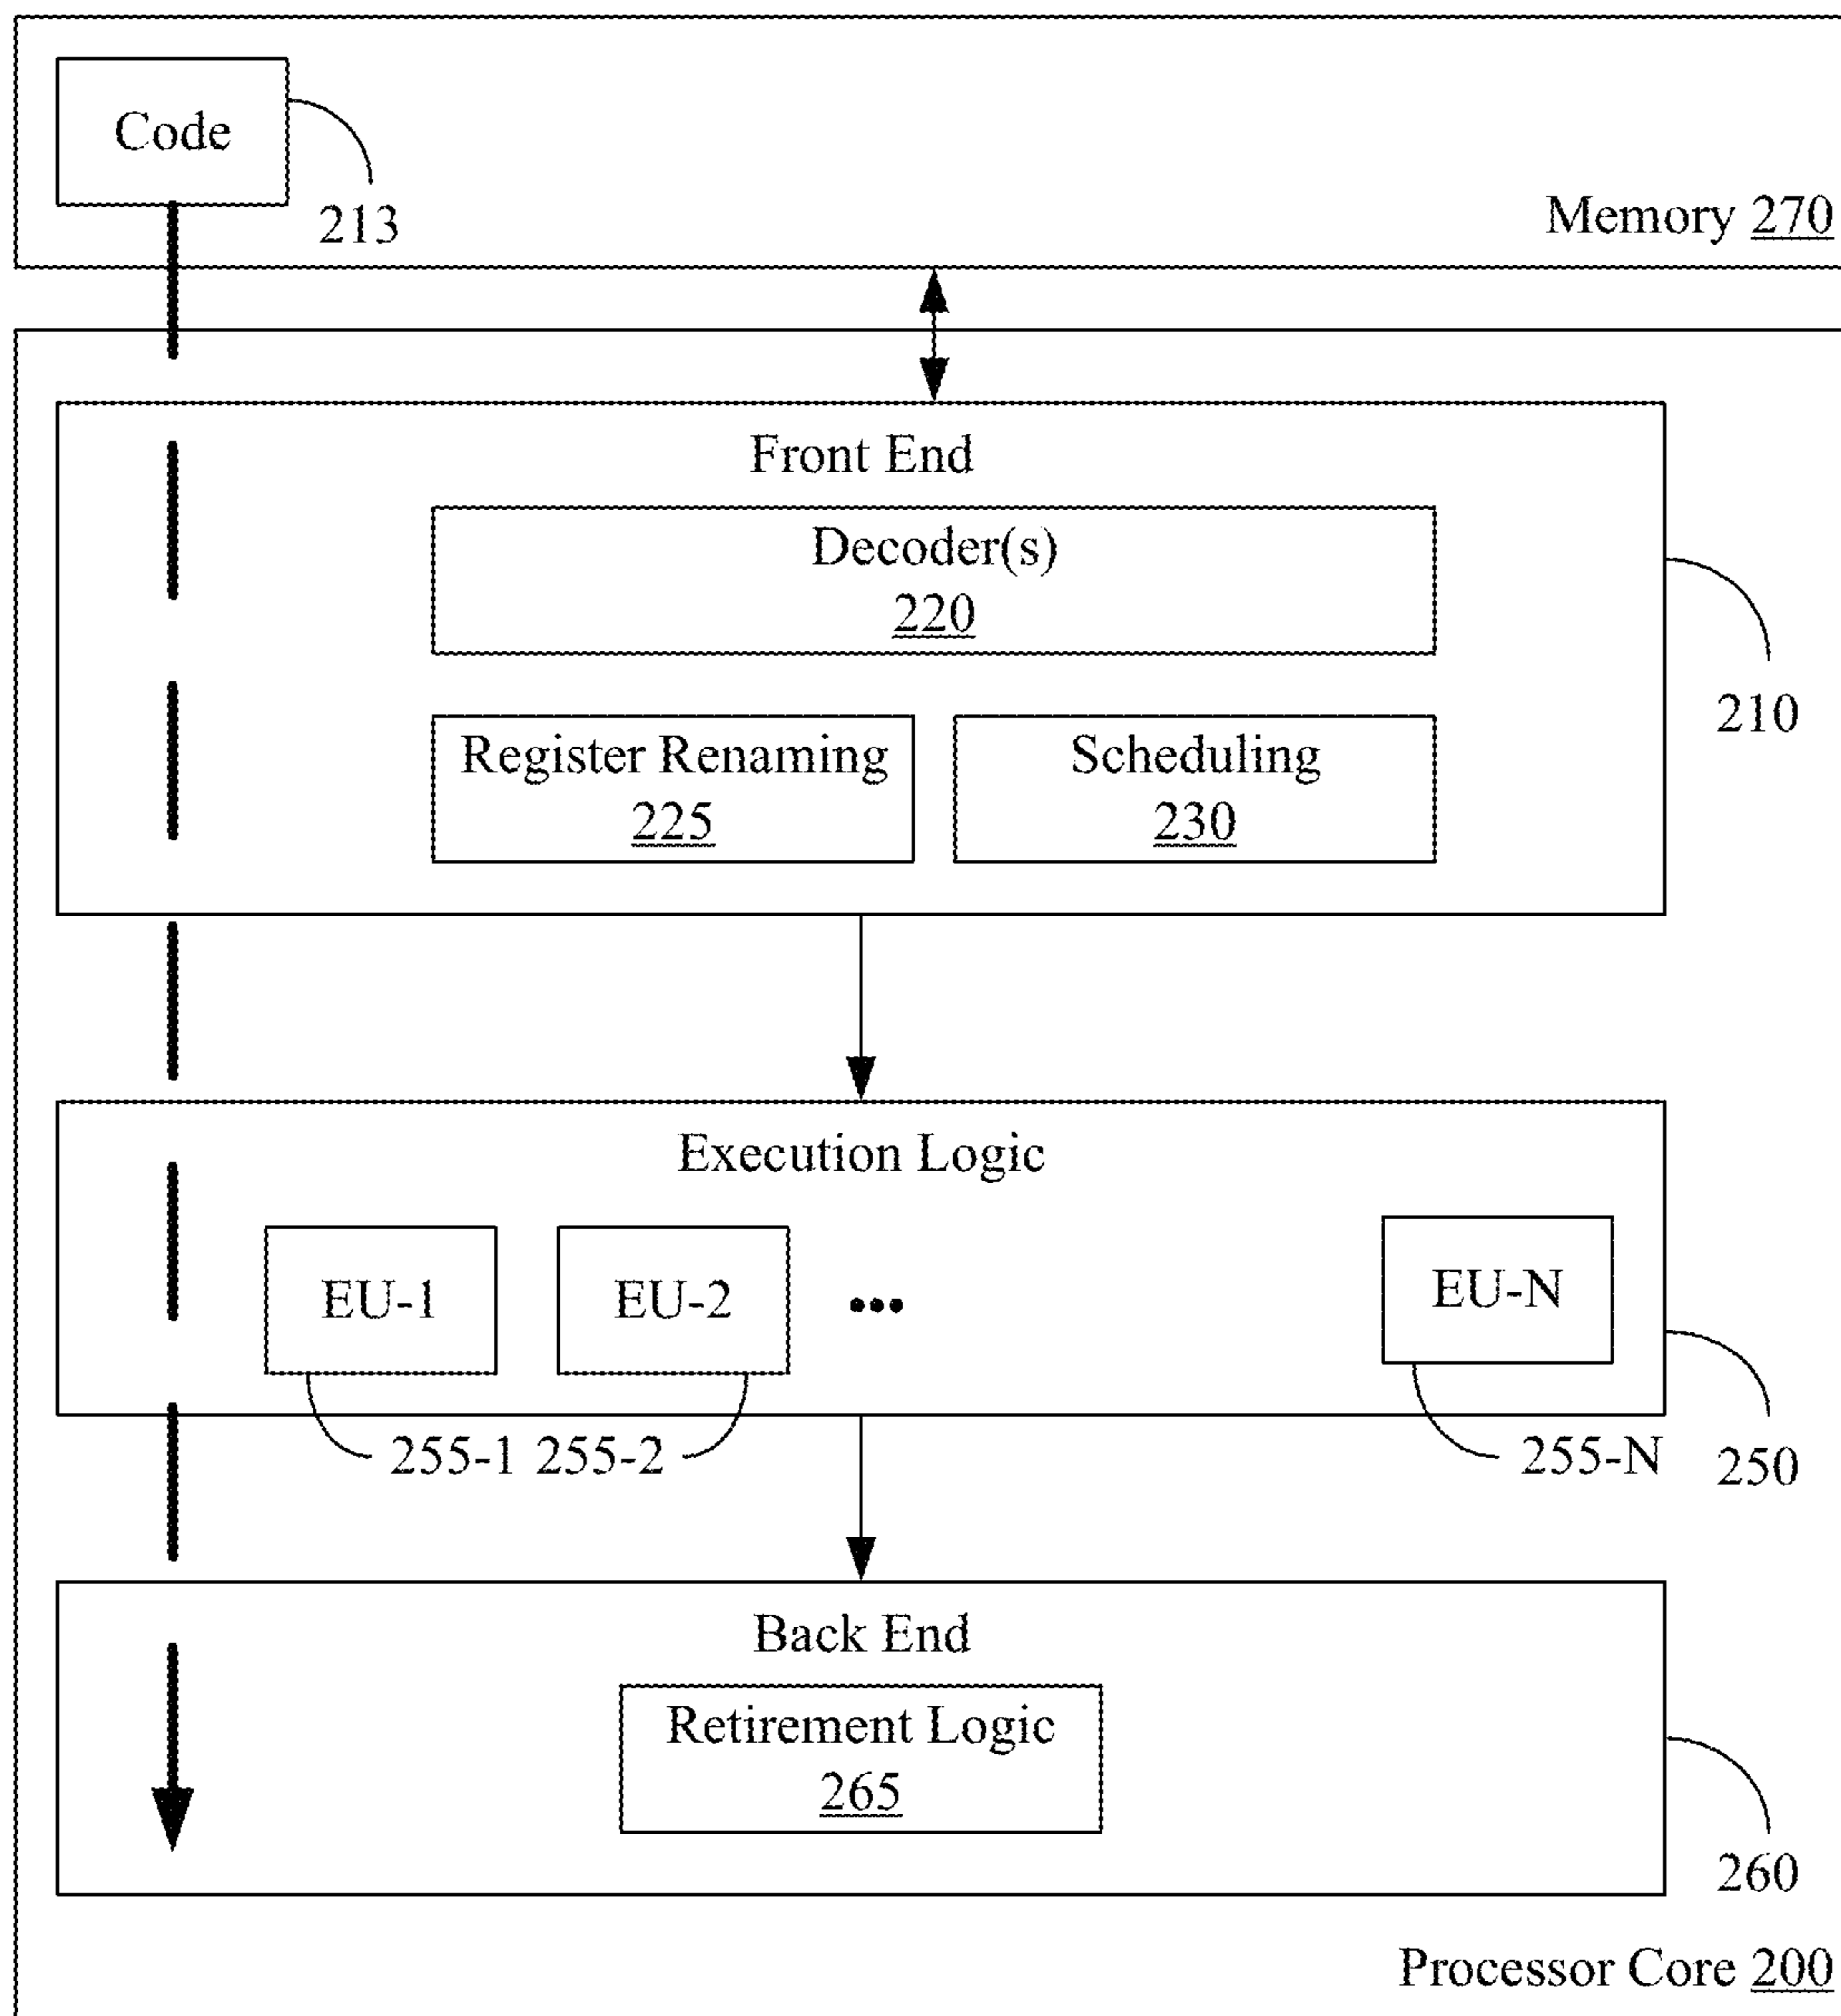 Code
213
Memory 270
Front End
Decoder(s)
220
210
Register Renaming
225
Scheduling
230
Execution Logic
EU-1
EU-2
•••
EU-N
255-1 255-2
255-N
250
Back End
Retirement Logic
265
260
Processor Core 200